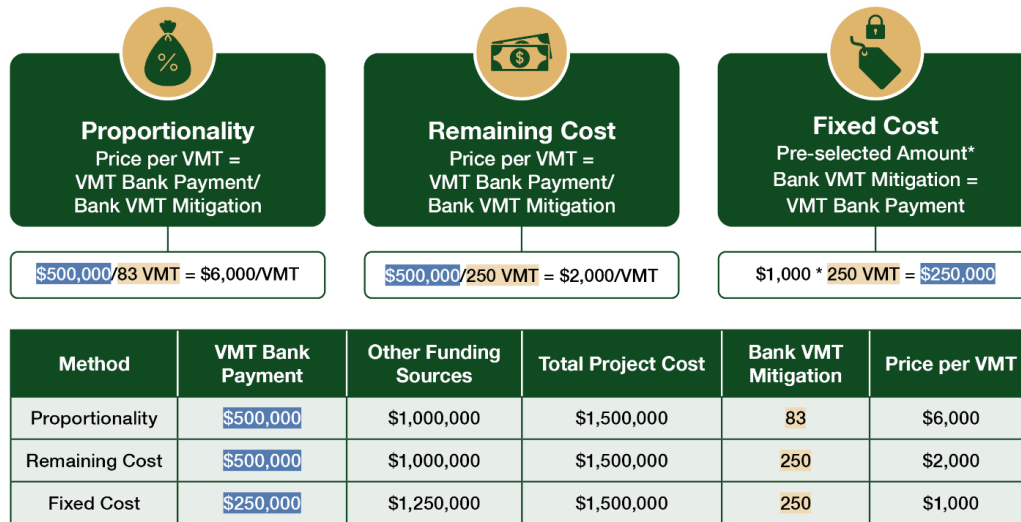 %
$
Proportionality
Price per VMT =
VMT Bank Payment/
Bank VMT Mitigation
$500,000/83 VMT = $6,000/VMT
Remaining Cost
Price per VMT =
VMT Bank Payment/
Bank VMT Mitigation
$500,000/250 VMT = $2,000/VMT
Fixed Cost
Pre-selected Amount*
Bank VMT Mitigation =
VMT Bank Payment
$1,000 * 250 VMT = $250,000
Method VMT Bank Payment Other Funding Sources Total Project Cost Bank VMT Mitigation Price per VMT
Proportionality $500,000 $1,000,000 $1,500,000 83 $6,000
Remaining Cost $500,000 $1,000,000 $1,500,000 250 $2,000
Fixed Cost $250,000 $1,250,000 $1,500,000 250 $1,000